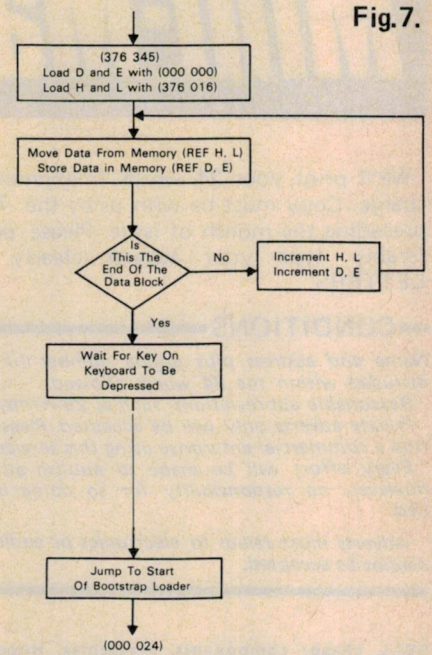 Fig.7.
(376 345)
Load D and E with (000 000)
Load H and L with (376 016)
Move Data From Memory (REF H, L)
Store Data in Memory (REF D, E)
Is
This The
End Of The
Data Block
No
Increment H, L
Increment D, E
Yes
Wait For Key On
Keyboard To Be
Depressed
Jump To Start
Of Bootstrap Loader
(000 024)